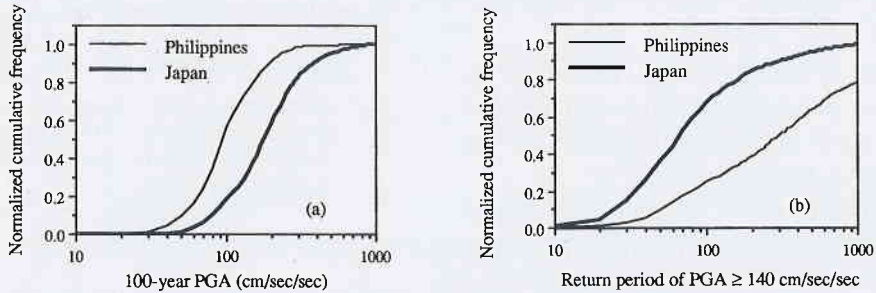 Normalized cumulative frequency
1.0
0.8
0.6
0.4
0.2
0.0
Philippines
Japan
(a)
10
100
1000
100-year PGA (cm/sec/sec)
Normalized cumulative frequency
1.0
0.8
0.6
0.4
0.2
0.0
Philippines
Japan
(b)
10
100
1000
Return period of PGA ≥ 140 cm/sec/sec